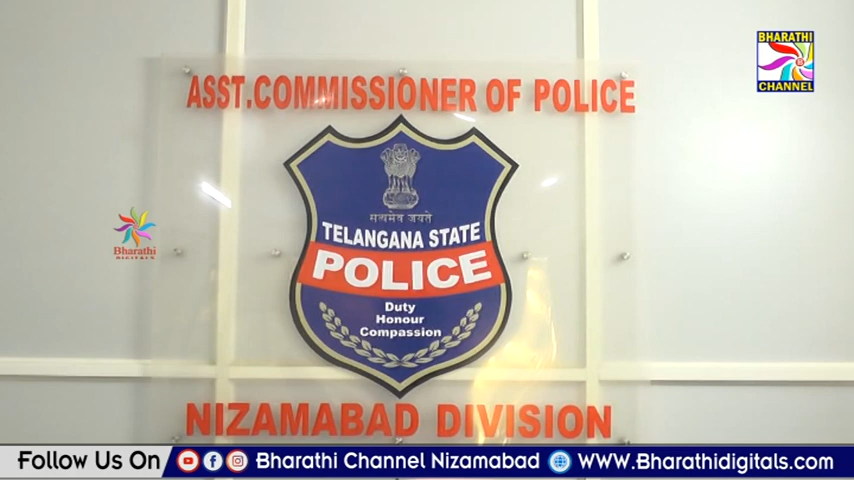 BHARATHI
CHANNEL
ASST.COMMISSIONER OF POLICE
सत्यमेव जयते
TELANGANA STATE
POLICE
Duty
Honour
Compassion
Bharathi
DIGITALS
NIZAMABAD DIVISION
Follow Us On Bharathi Channel Nizamabad www.Bharathidigitals.com